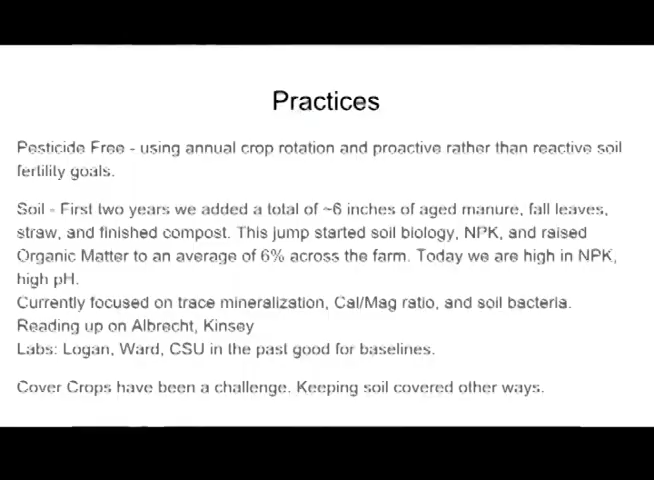 Practices
Pesticide Free - using annual crop rotation and proactive rather than reactive soil
fertility goals.
Soil - First two years we added a total of ~6 inches of aged manure, fall leaves,
straw, and finished compost. This jump started soil biology, NPK, and raised
Organic Matter to an average of 6% across the farm. Today we are high in NPK,
high pH.
Currently focused on trace mineralization, Cal/Mag ratio, and soil bacteria.
Reading up on Albrecht, Kinsey
Labs: Logan, Ward, CSU in the past good for baselines.
Cover Crops have been a challenge. Keeping soil covered other ways.